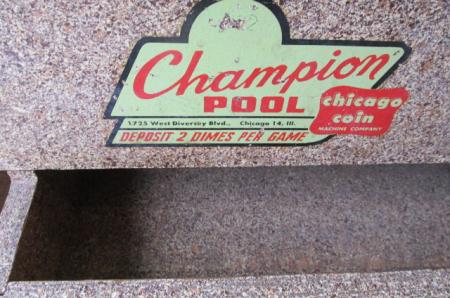 Champion
POOL
1725 West Diversey Blvd., Chicago 14, Ill.
DEPOSIT 2 DIMES PER GAME
chicago
coin
MACHINE COMPANY